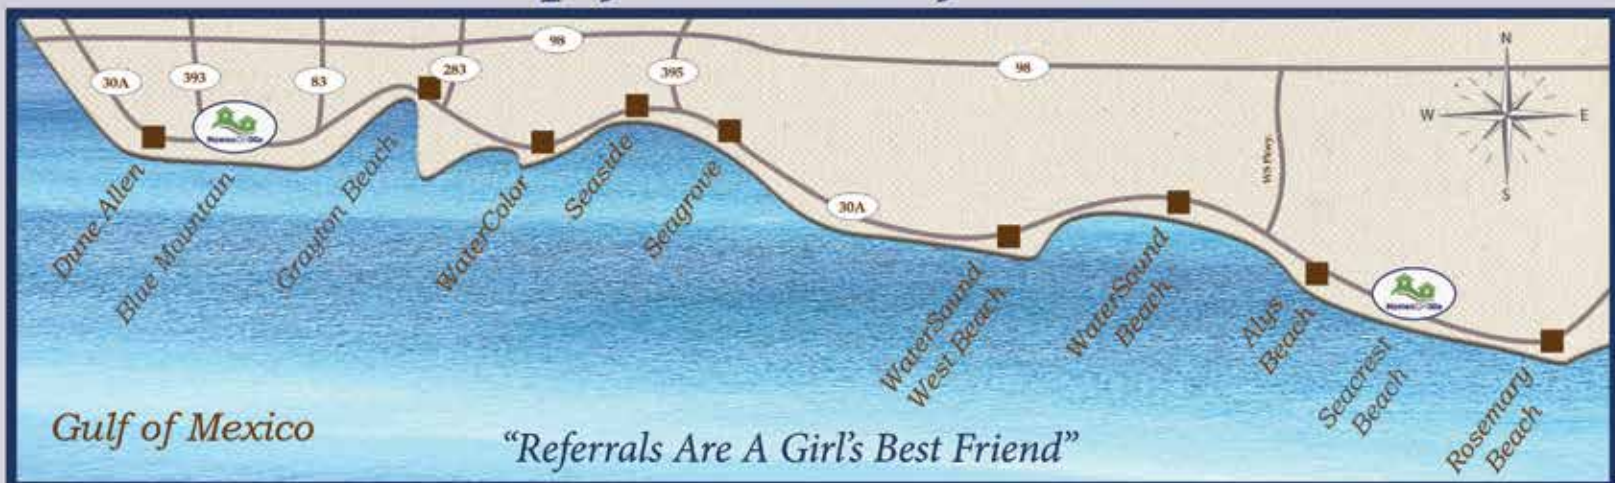 98
30A
393
83
283
395
98
N
W
E
S
WS Pkwy.
30A
Dune Allen
Blue Mountain
Grayton Beach
WaterColor
Seaside
Seagrove
WaterSound
West Beach
WaterSound
Beach
Alys
Beach
Seacrest
Beach
Rosemary
Beach
Gulf of Mexico
“Referrals Are A Girl's Best Friend”